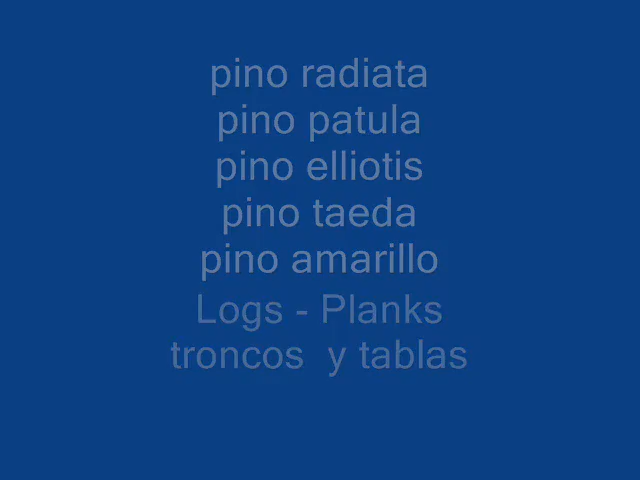 pino radiata
pino patula
pino elliotis
pino taeda
pino amarillo
Logs - Planks
troncos y tablas